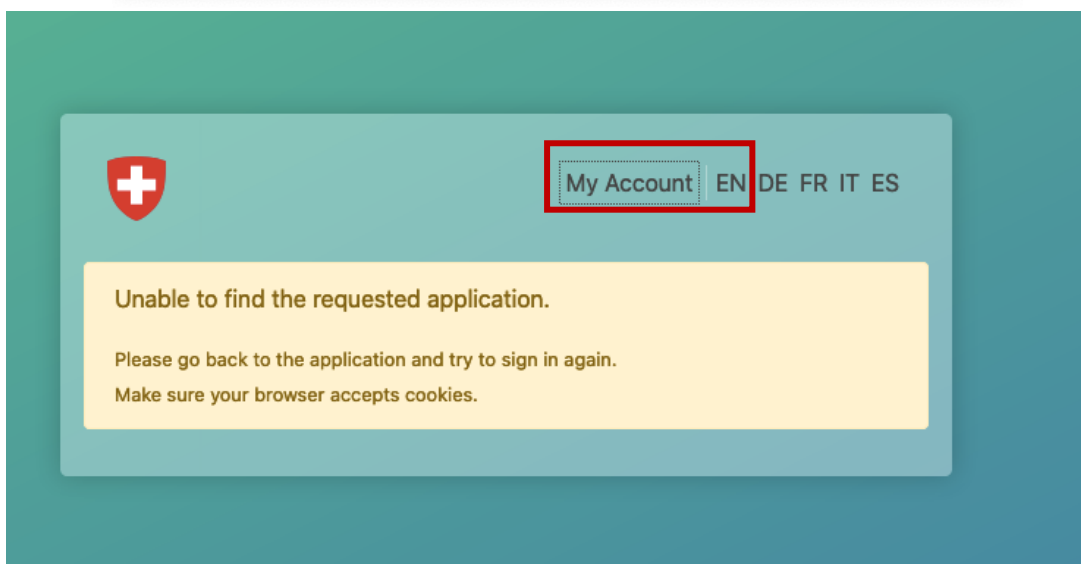 My Account EN DE FR IT ES
Unable to find the requested application.
Please go back to the application and try to sign in again.
Make sure your browser accepts cookies.